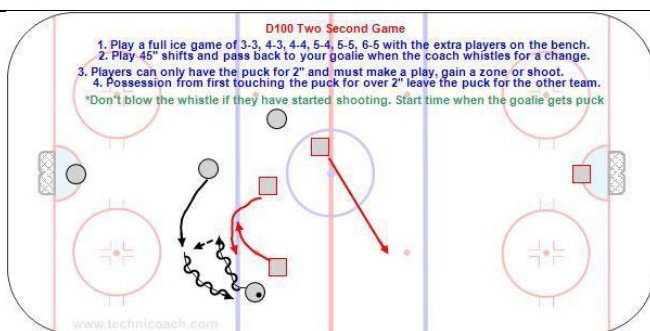 D100 Two Second Game
1. Play a full ice game of 3-3, 4-3, 4-4, 5-4, 5-5, 6-5 with the extra players on the bench.
2. Play 45" shifts and pass back to your goalie when the coach whistles for a change.
3. Players can only have the puck for 2" and must make a play, gain a zone or shoot.
4. Possession from first touching the puck for over 2" leave the puck for the other team.
*Don't blow the whistle if they have started shooting. Start time when the goalie gets puck
www.technicoach.com